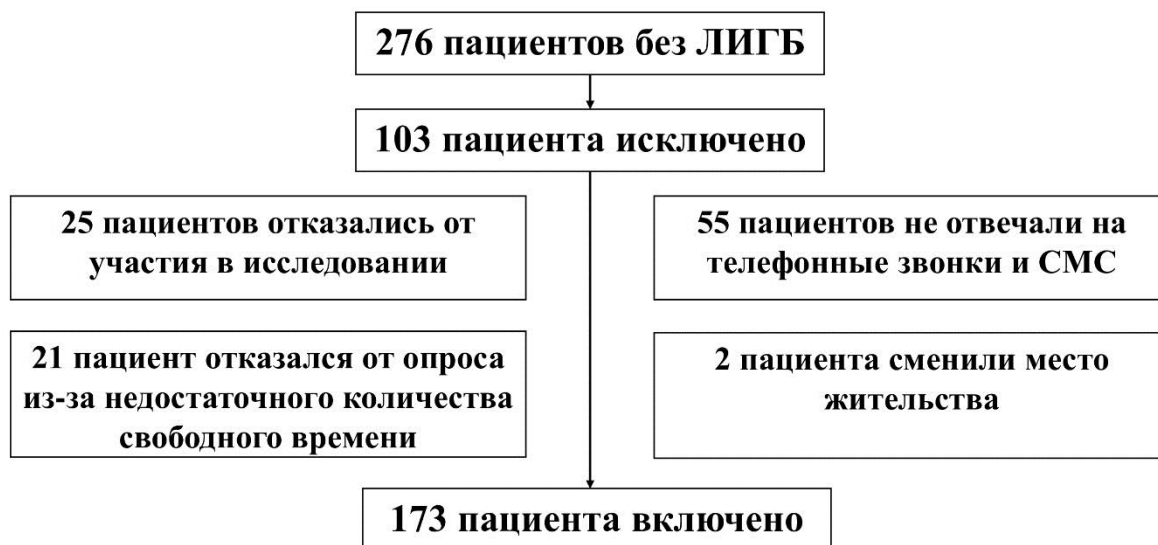 276 пациентов без ЛИГБ
103 пациента исключено
25 пациентов отказались от
участия в исследовании
55 пациентов не отвечали на
телефонные звонки и СМС
21 пациент отказался от опроса
из-за недостаточного количества
свободного времени
2 пациента сменили место
жительства
173 пациента включено